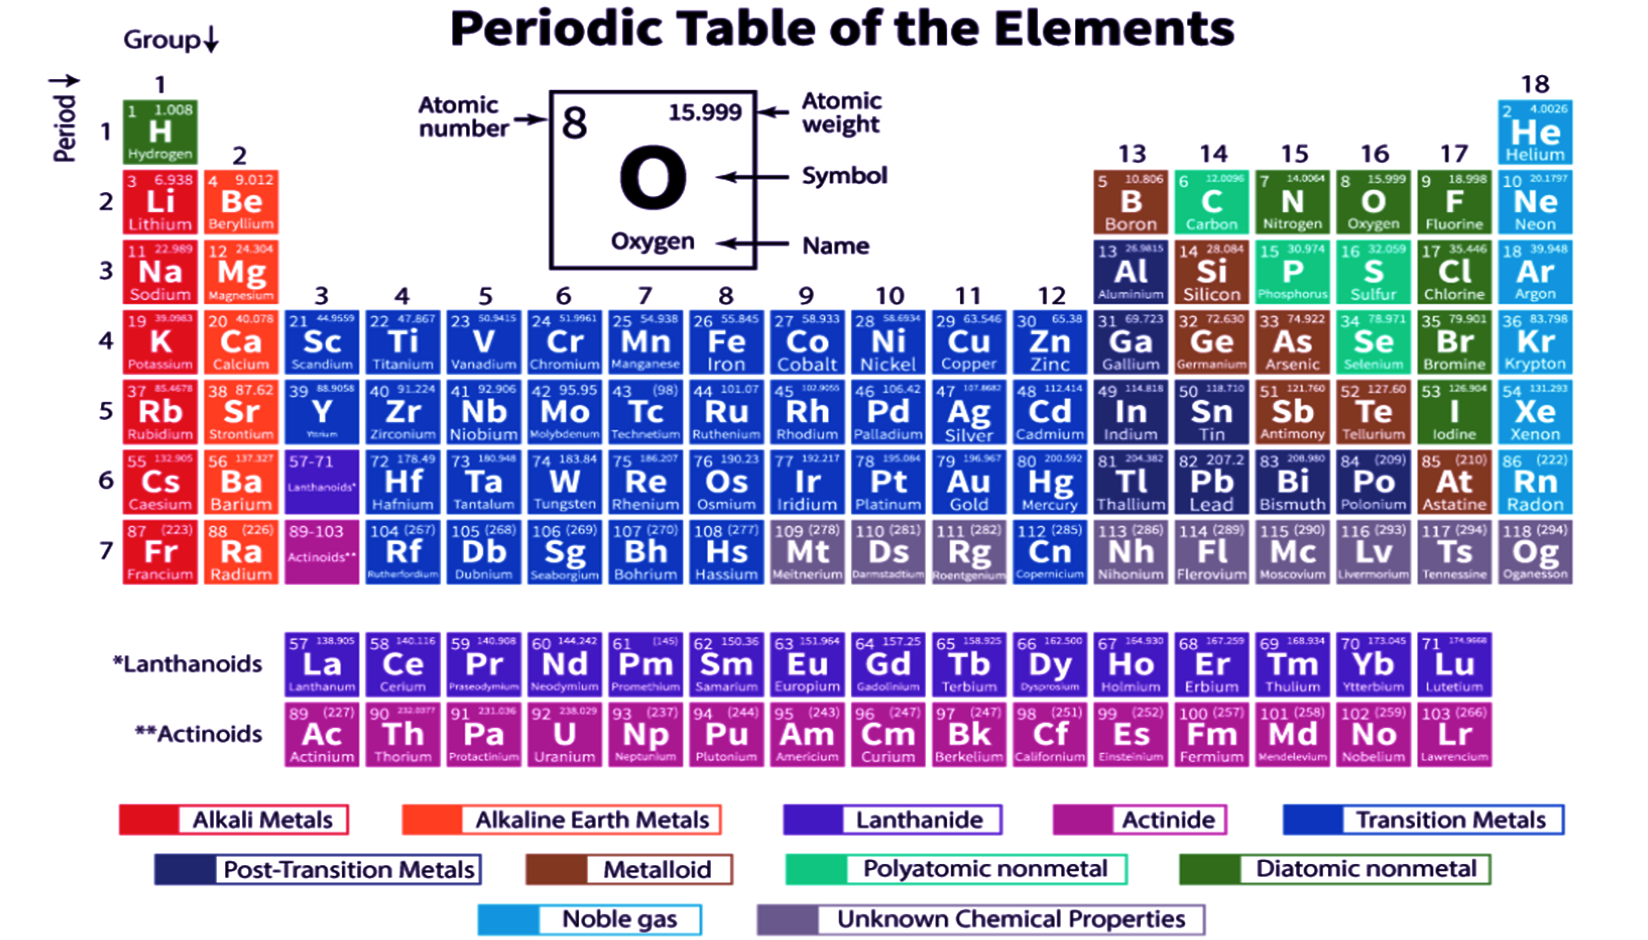 Periodic Table of the Elements
Group↓
Period →
1
18
Atomic number
8 15.999
O
Oxygen
Atomic weight
Symbol
Name
1
1 1.008 H Hydrogen
2 4.0026 He Helium
2 13 14 15 16 17
2
3 6.938 Li Lithium
4 9.012 Be Beryllium
5 10.806 B Boron
6 12.0096 C Carbon
7 14.0064 N Nitrogen
8 15.999 O Oxygen
9 18.998 F Fluorine
10 20.1797 Ne Neon
3
11 22.989 Na Sodium
12 24.304 Mg Magnesium
13 26.9815 Al Aluminium
14 28.084 Si Silicon
15 30.974 P Phosphorus
16 32.059 S Sulfur
17 35.446 Cl Chlorine
18 39.948 Ar Argon
3 4 5 6 7 8 9 10 11 12
4
19 39.0983 K Potassium
20 40.078 Ca Calcium
21 44.9559 Sc Scandium
22 47.867 Ti Titanium
23 50.9415 V Vanadium
24 51.9961 Cr Chromium
25 54.938 Mn Manganese
26 55.845 Fe Iron
27 58.933 Co Cobalt
28 58.6934 Ni Nickel
29 63.546 Cu Copper
30 65.38 Zn Zinc
31 69.723 Ga Gallium
32 72.630 Ge Germanium
33 74.922 As Arsenic
34 78.971 Se Selenium
35 79.901 Br Bromine
36 83.798 Kr Krypton
5
37 85.4678 Rb Rubidium
38 87.62 Sr Strontium
39 88.9058 Y Yttrium
40 91.224 Zr Zirconium
41 92.906 Nb Niobium
42 95.95 Mo Molybdenum
43 (98) Tc Technetium
44 101.07 Ru Ruthenium
45 102.9055 Rh Rhodium
46 106.42 Pd Palladium
47 107.8682 Ag Silver
48 112.414 Cd Cadmium
49 114.818 In Indium
50 118.710 Sn Tin
51 121.760 Sb Antimony
52 127.60 Te Tellurium
53 126.904 I Iodine
54 131.293 Xe Xenon
6
55 132.905 Cs Caesium
56 137.327 Ba Barium
57-71 Lanthanoids*
72 178.49 Hf Hafnium
73 180.948 Ta Tantalum
74 183.84 W Tungsten
75 186.207 Re Rhenium
76 190.23 Os Osmium
77 192.217 Ir Iridium
78 195.084 Pt Platinum
79 196.967 Au Gold
80 200.592 Hg Mercury
81 204.382 Tl Thallium
82 207.2 Pb Lead
83 208.980 Bi Bismuth
84 (209) Po Polonium
85 (210) At Astatine
86 (222) Rn Radon
7
87 (223) Fr Francium
88 (226) Ra Radium
89-103 Actinoids**
104 (267) Rf Rutherfordium
105 (268) Db Dubnium
106 (269) Sg Seaborgium
107 (270) Bh Bohrium
108 (277) Hs Hassium
109 (278) Mt Meitnerium
110 (281) Ds Darmstadtium
111 (282) Rg Roentgenium
112 (285) Cn Copernicium
113 (286) Nh Nihonium
114 (289) Fl Flerovium
115 (290) Mc Moscovium
116 (293) Lv Livermorium
117 (294) Ts Tennessine
118 (294) Og Oganesson
*Lanthanoids
57 138.905 La Lanthanum
58 140.116 Ce Cerium
59 140.908 Pr Praseodymium
60 144.242 Nd Neodymium
61 (145) Pm Promethium
62 150.36 Sm Samarium
63 151.964 Eu Europium
64 157.25 Gd Gadolinium
65 158.925 Tb Terbium
66 162.500 Dy Dysprosium
67 164.930 Ho Holmium
68 167.259 Er Erbium
69 168.934 Tm Thulium
70 173.045 Yb Ytterbium
71 174.9668 Lu Lutetium
**Actinoids
89 (227) Ac Actinium
90 232.0377 Th Thorium
91 231.036 Pa Protactinium
92 238.029 U Uranium
93 (237) Np Neptunium
94 (244) Pu Plutonium
95 (243) Am Americium
96 (247) Cm Curium
97 (247) Bk Berkelium
98 (251) Cf Californium
99 (252) Es Einsteinium
100 (257) Fm Fermium
101 (258) Md Mendelevium
102 (259) No Nobelium
103 (266) Lr Lawrencium
Alkali Metals
Alkaline Earth Metals
Lanthanide
Actinide
Transition Metals
Post-Transition Metals
Metalloid
Polyatomic nonmetal
Diatomic nonmetal
Noble gas
Unknown Chemical Properties